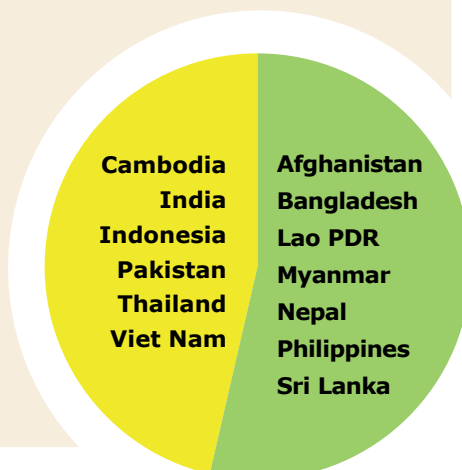 Cambodia
India
Indonesia
Pakistan
Thailand
Viet Nam
Afghanistan
Bangladesh
Lao PDR
Myanmar
Nepal
Philippines
Sri Lanka